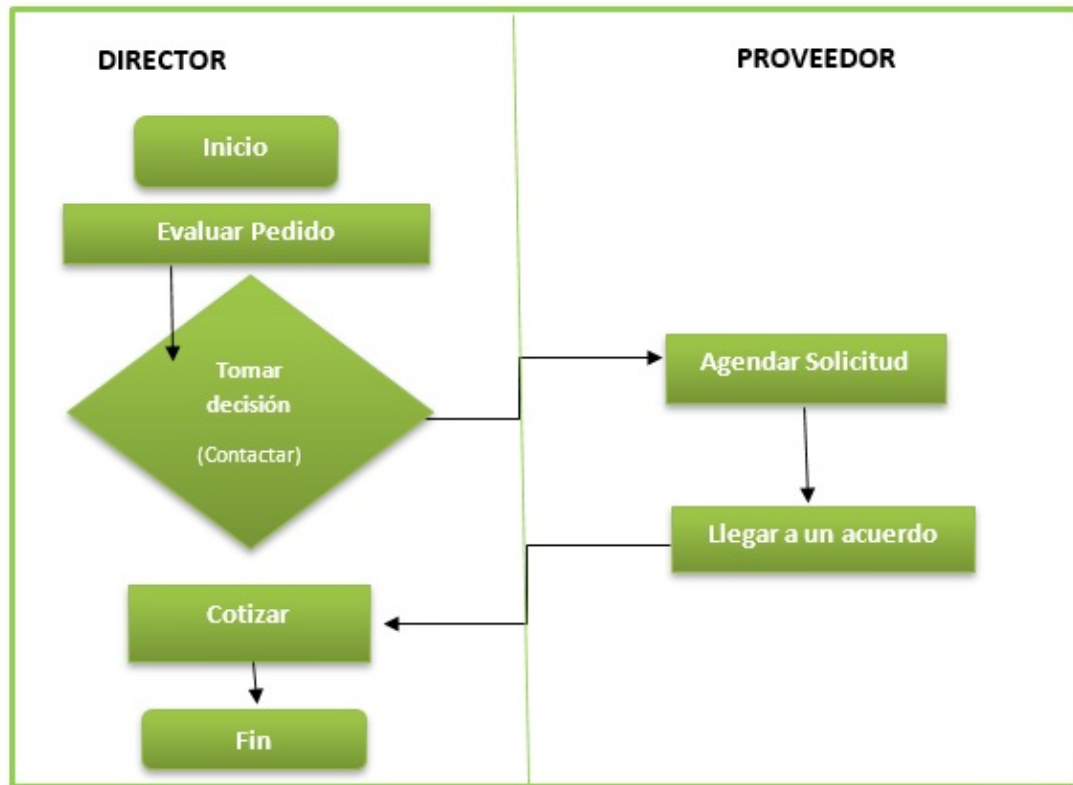 DIRECTOR
PROVEEDOR
Inicio
Evaluar Pedido
Tomar
decisión
(Contactar)
Agendar Solicitud
Llegar a un acuerdo
Cotizar
Fin